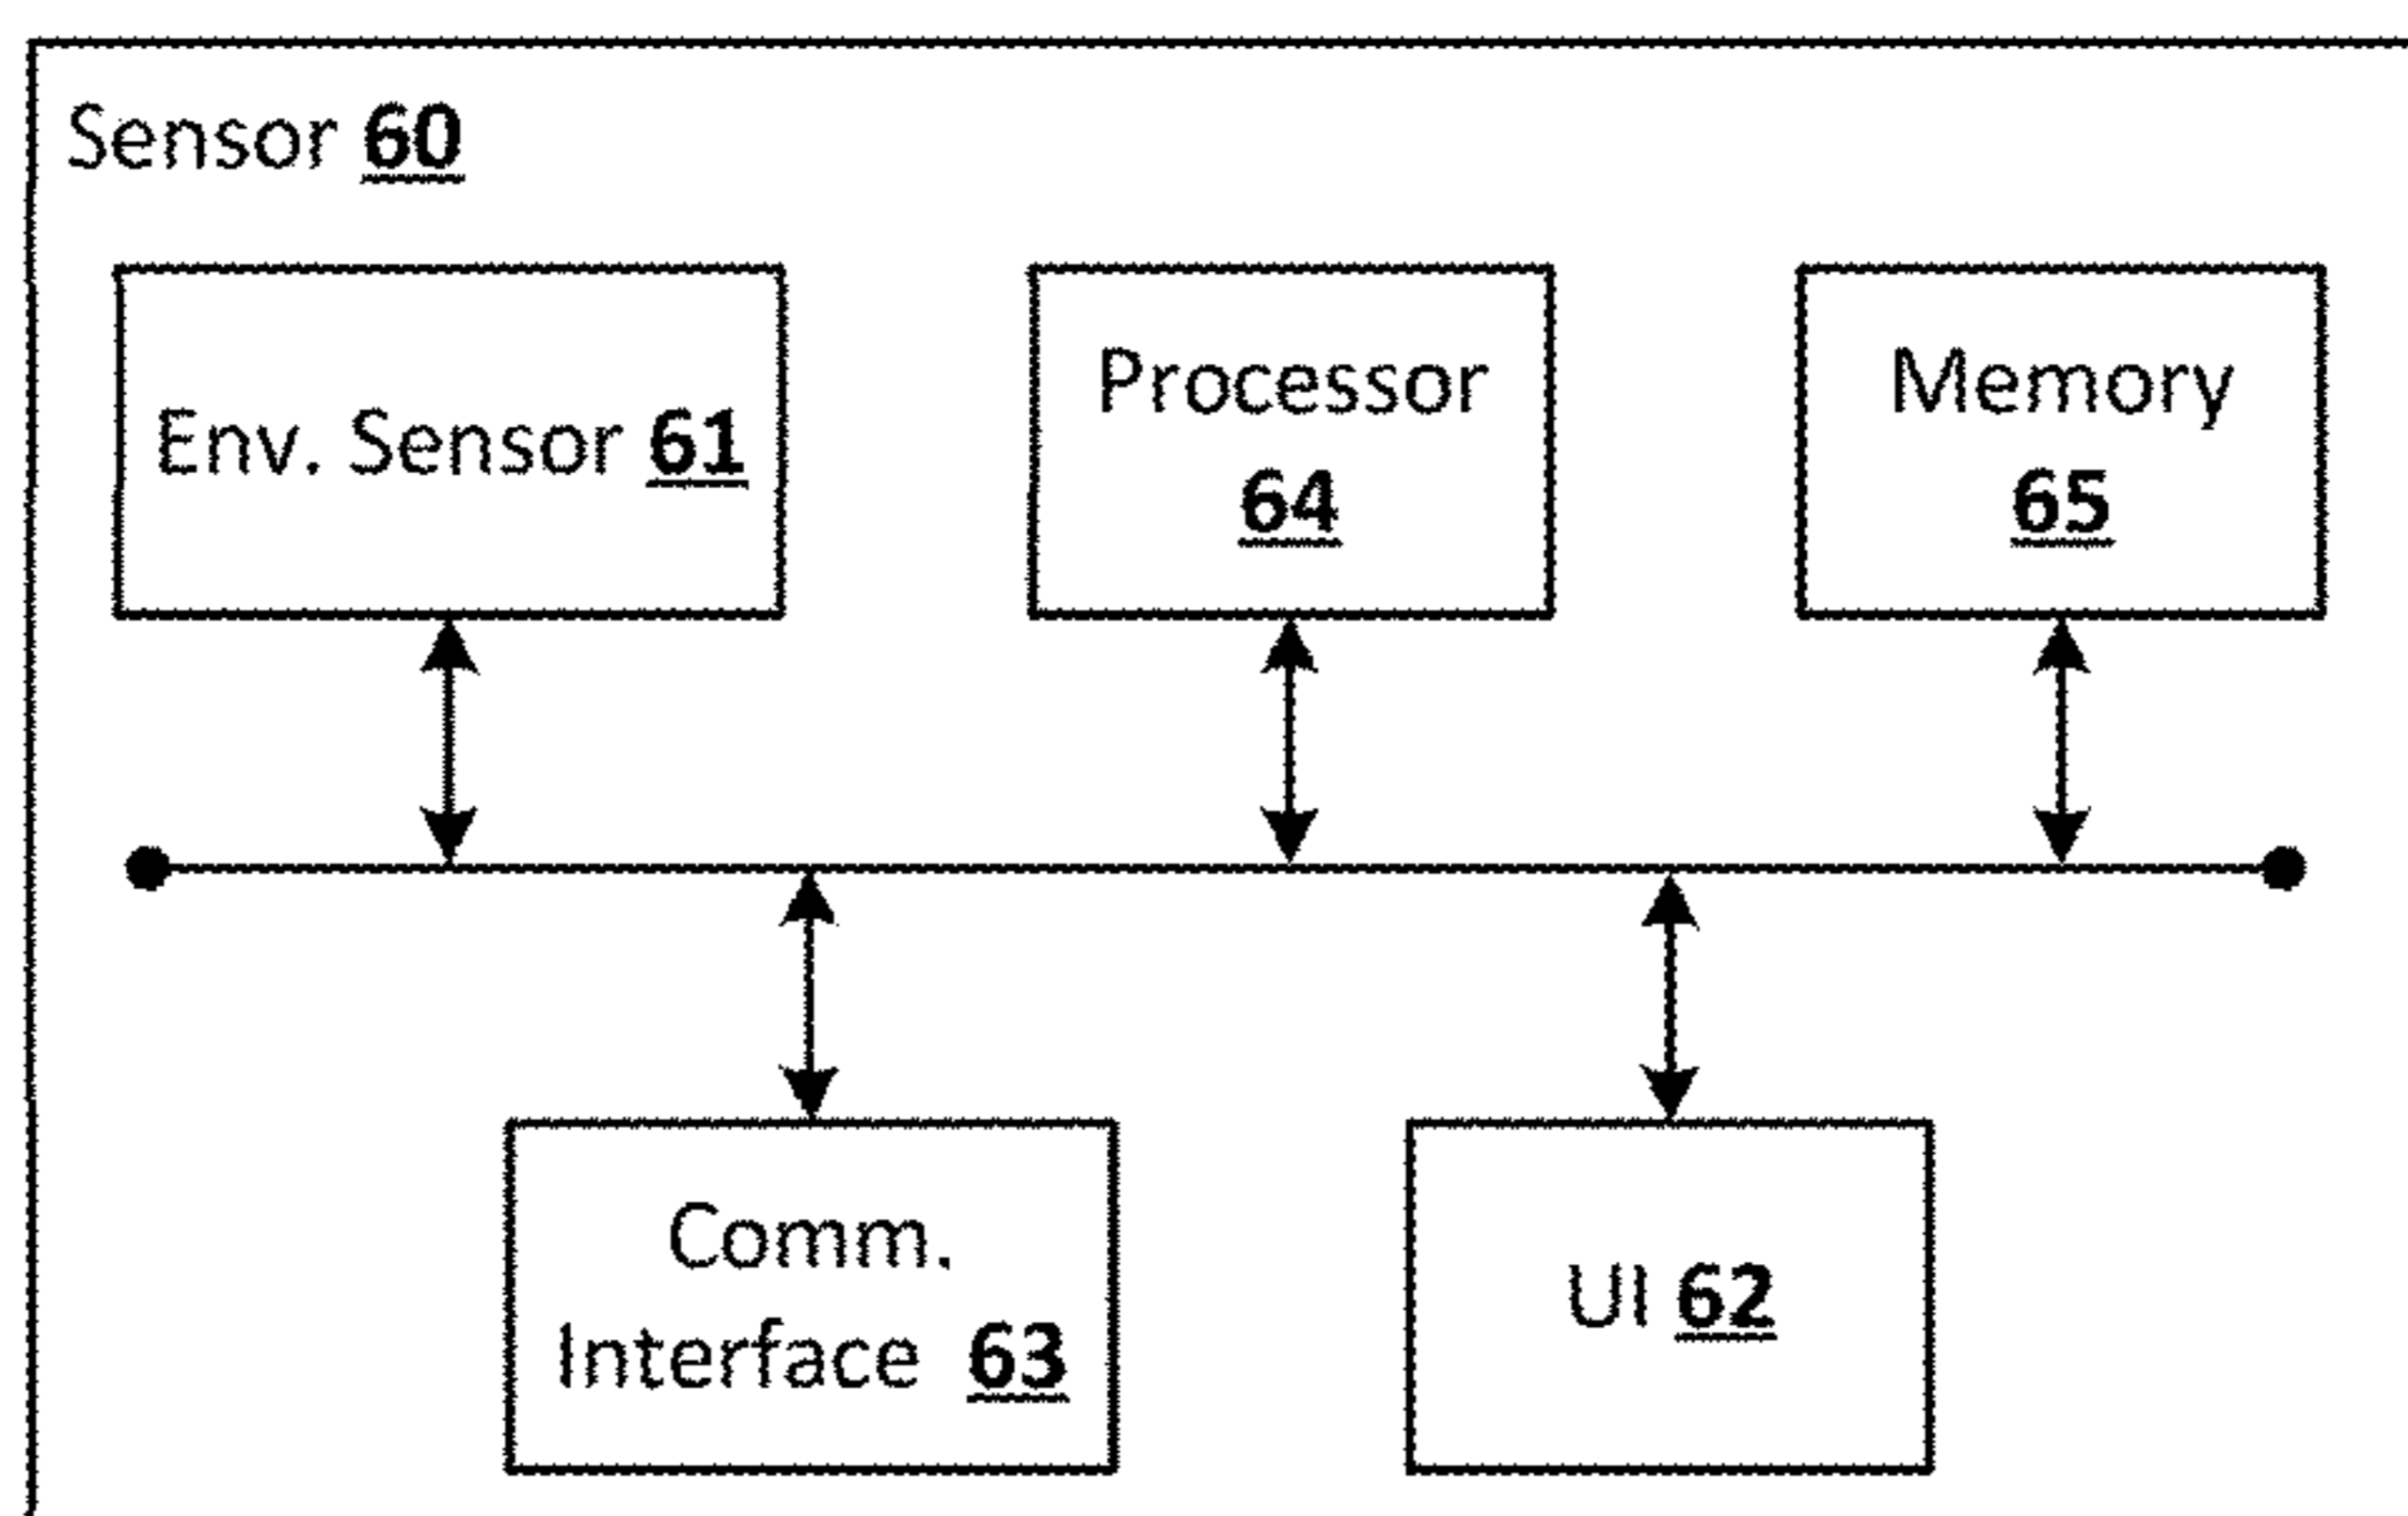 Sensor 60
Env. Sensor 61
Processor
64
Memory
65
Comm.
Interface 63
UI 62